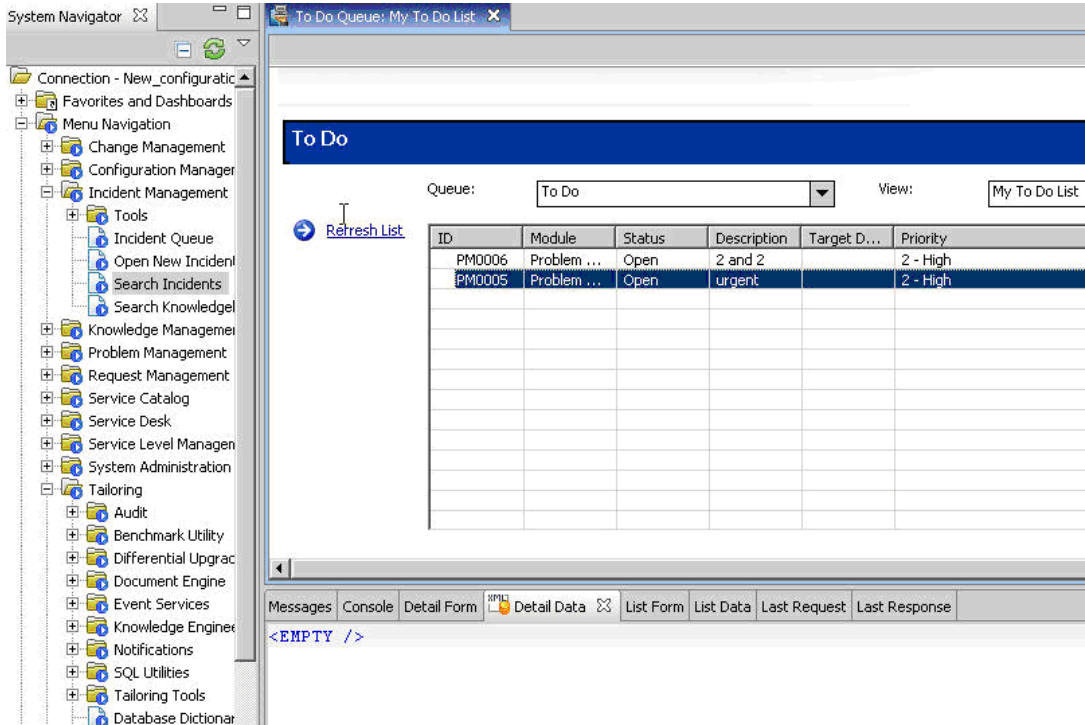 System Navigator
To Do Queue: My To Do List
Connection - New_configuratic
Favorites and Dashboards
Menu Navigation
Change Management
Configuration Manager
Incident Management
Tools
Incident Queue
Open New Incident
Search Incidents
Search Knowledgel
Knowledge Managemer
Problem Management
Request Management
Service Catalog
Service Desk
Service Level Managen
System Administration
Tailoring
Audit
Benchmark Utility
Differential Upgrac
Document Engine
Event Services
Knowledge Enginee
Notifications
SQL Utilities
Tailoring Tools
Database Dictionar
To Do
Queue: To Do View: My To Do List
Refresh List
ID Module Status Description Target D... Priority
PM0006 Problem ... Open 2 and 2 2 - High
PM0005 Problem ... Open urgent 2 - High
Messages Console Detail Form XML Detail Data List Form List Data Last Request Last Response
<EMPTY />